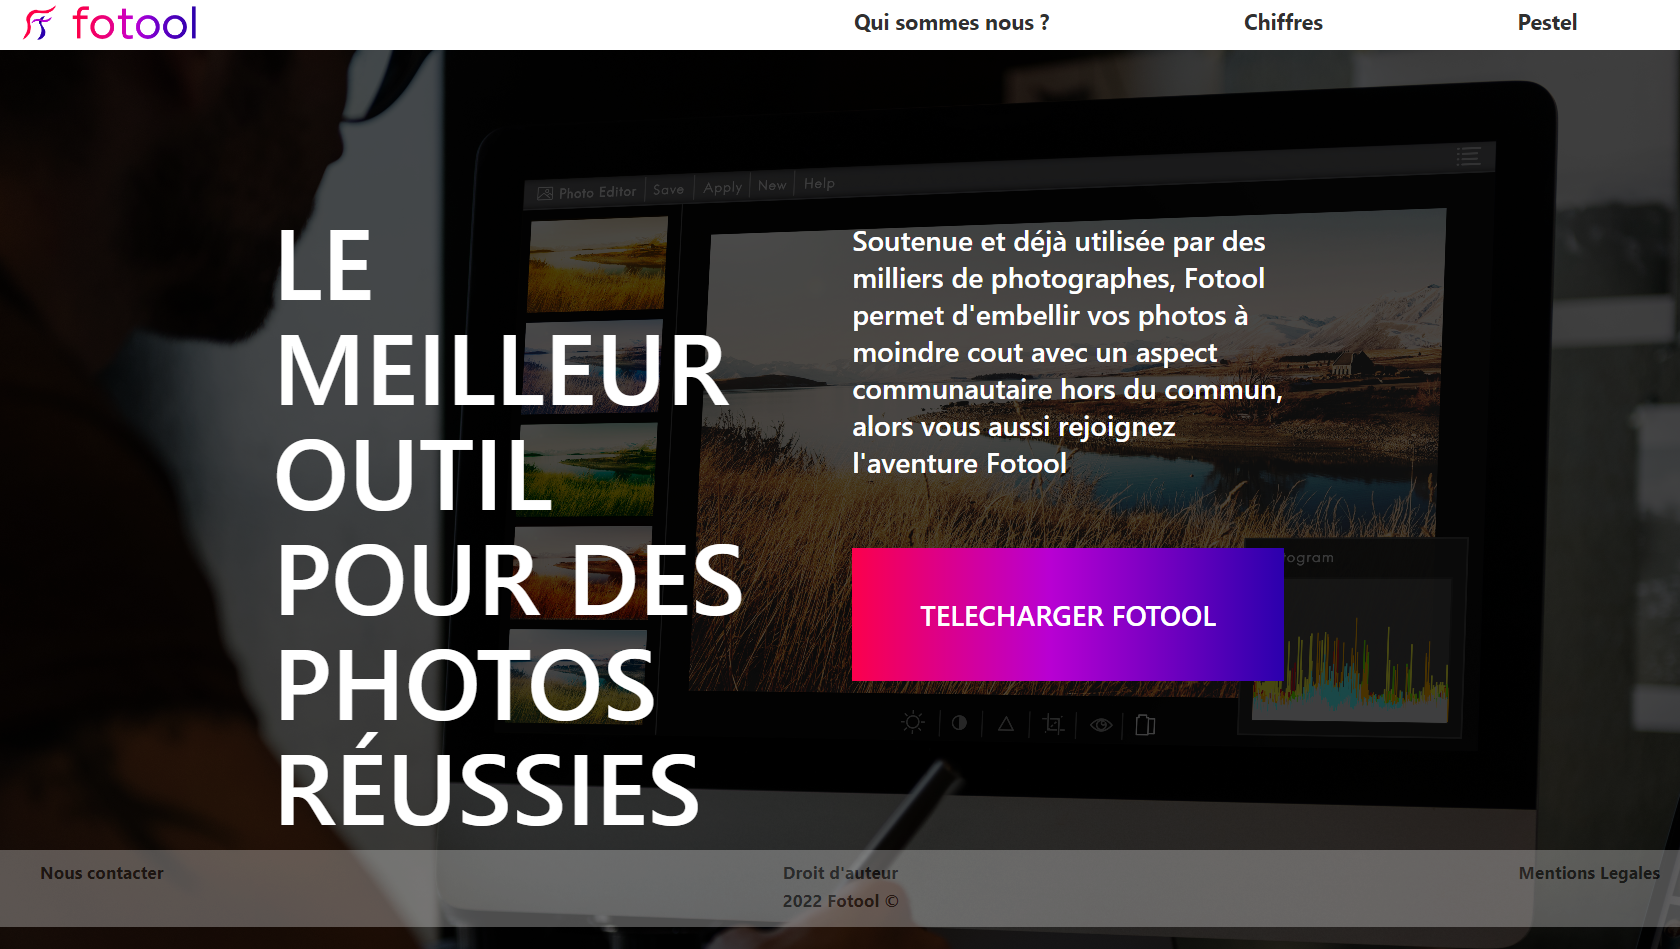 fotool
Qui sommes nous ?
Chiffres
Pestel
Photo Editor
Save
Apply
New
Help
LE
MEILLEUR
OUTIL
POUR DES
PHOTOS
RÉUSSIES
Soutenue et déjà utilisée par des
milliers de photographes, Fotool
permet d'embellir vos photos à
moindre cout avec un aspect
communautaire hors du commun,
alors vous aussi rejoignez
l'aventure Fotool
TELECHARGER FOTOOL
Nous contacter
Droit d'auteur
2022 Fotool ©
Mentions Legales